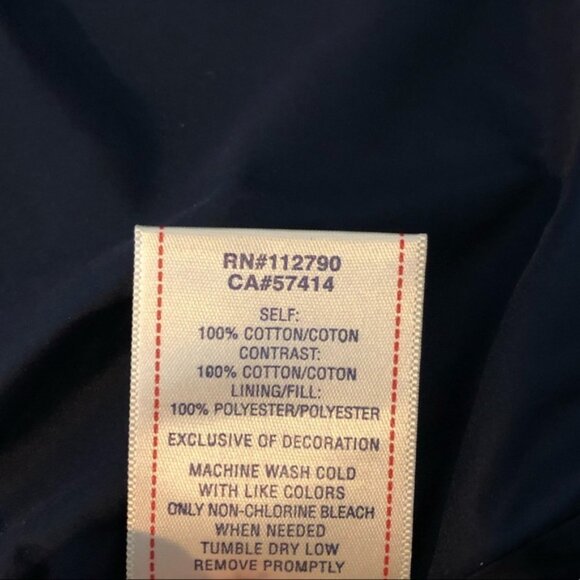 RN#112790
CA#57414
SELF:
100% COTTON/COTON
CONTRAST:
100% COTTON/COTON
LINING/FILL:
100% POLYESTER/POLYESTER
EXCLUSIVE OF DECORATION
MACHINE WASH COLD
WITH LIKE COLORS
ONLY NON-CHLORINE BLEACH
WHEN NEEDED
TUMBLE DRY LOW
REMOVE PROMPTLY